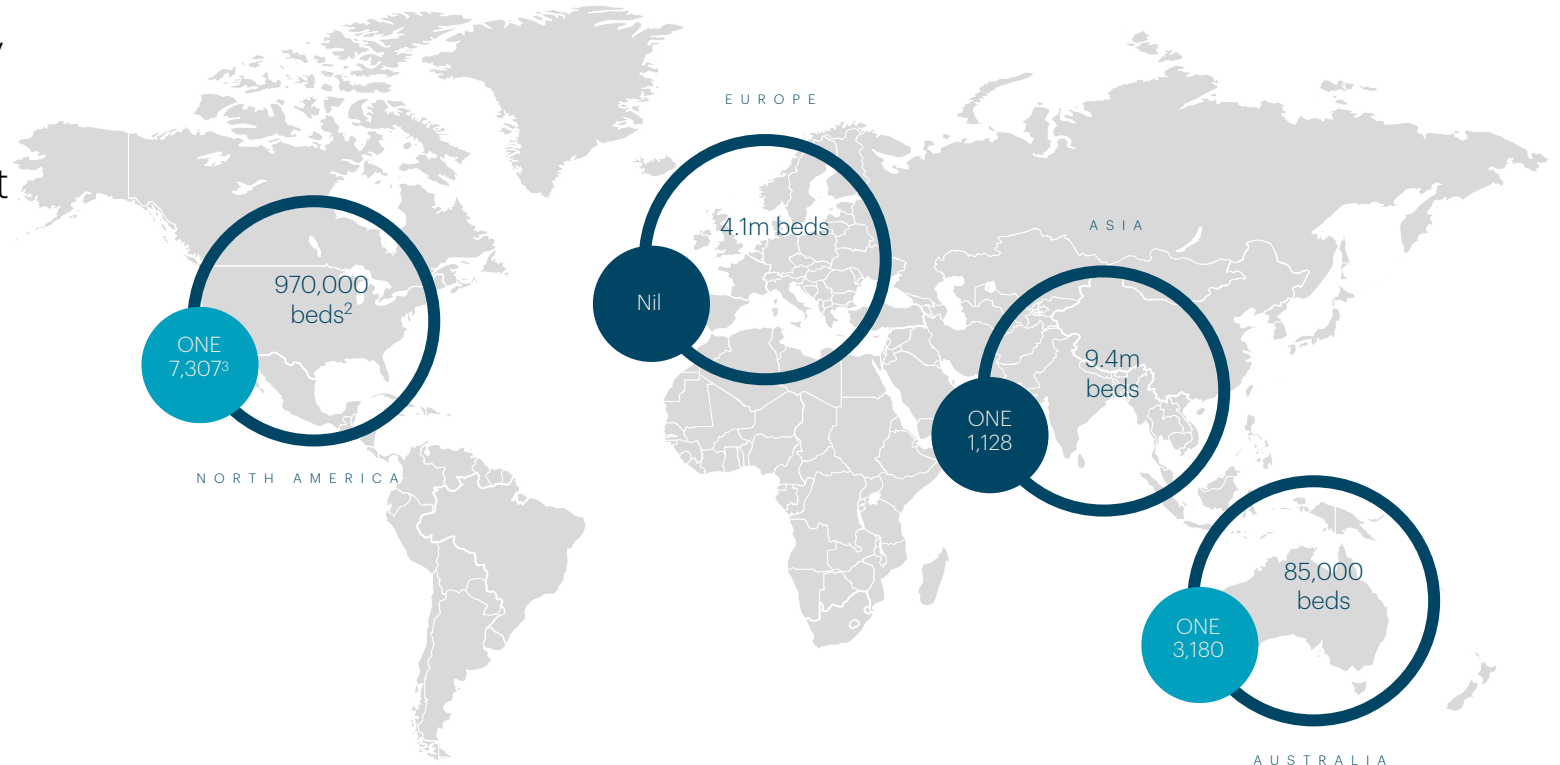 EUROPE
4.1m beds
Nil
ASIA
970,000
beds2
ONE
7,3073
NORTH AMERICA
9.4m
beds
ONE
1,128
85,000
beds
ONE
3,180
AUSTRALIA